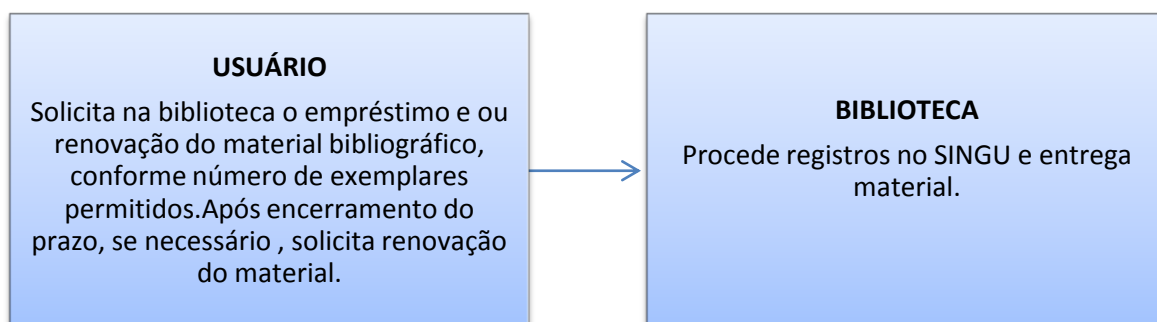 USUÁRIO
Solicita na biblioteca o empréstimo e ou
renovação do material bibliográfico,
conforme número de exemplares
permitidos.Após encerramento do
prazo, se necessário , solicita renovação
do material.
BIBLIOTECA
Procede registros no SINGU e entrega
material.